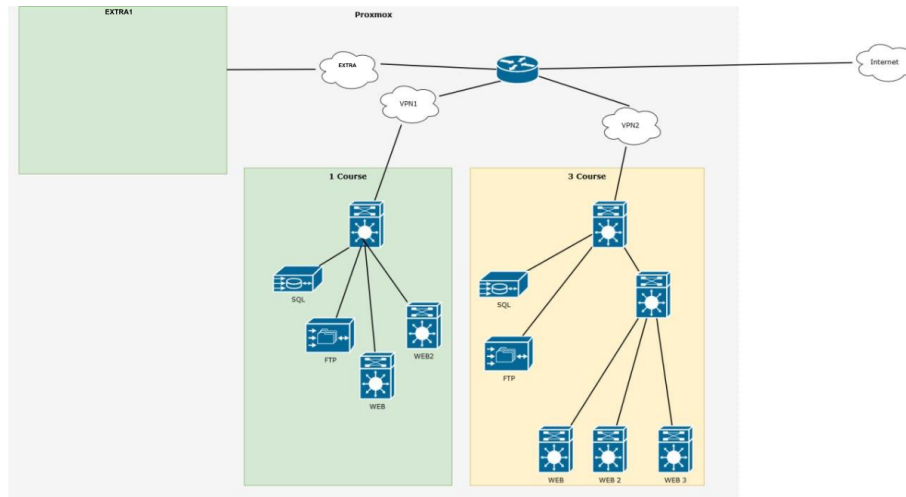 EXTRA1
Proxmox
EXTRA
Internet
VPN1
VPN2
1 Course
3 Course
SQL
SQL
FTP
WEB2
WEB
FTP
WEB
WEB 2
WEB 3